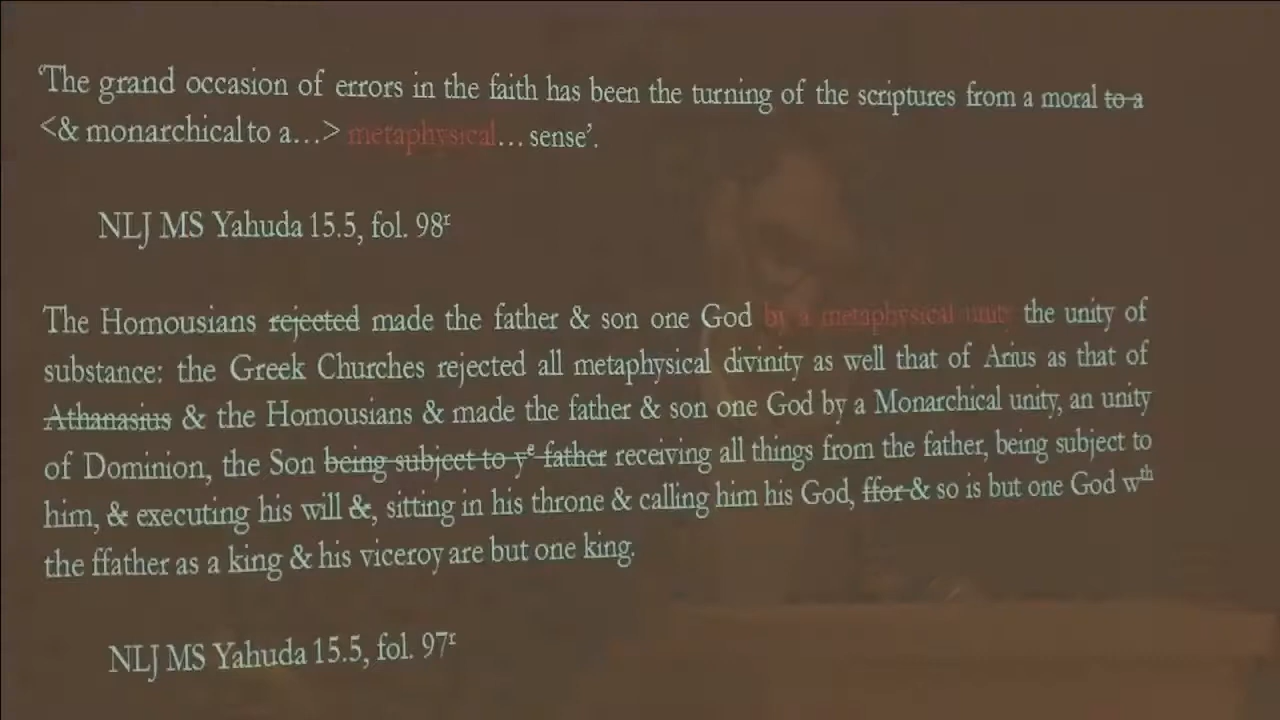 ‘The grand occasion of errors in the faith has been the turning of the scriptures from a moral to a
<& monarchical to a…> metaphysical… sense’.
NLJ MS Yahuda 15.5, fol. 98r
The Homousians rejected made the father & son one God by a metaphysical unity the unity of
substance: the Greek Churches rejected all metaphysical divinity as well that of Arius as that of
Athanasius & the Homousians & made the father & son one God by a Monarchical unity, an unity
of Dominion, the Son being subject to ye father receiving all things from the father, being subject to
him, & executing his will &, sitting in his throne & calling him his God, ffor & so is but one God wth
the ffather as a king & his viceroy are but one king.
NLJ MS Yahuda 15.5, fol. 97r